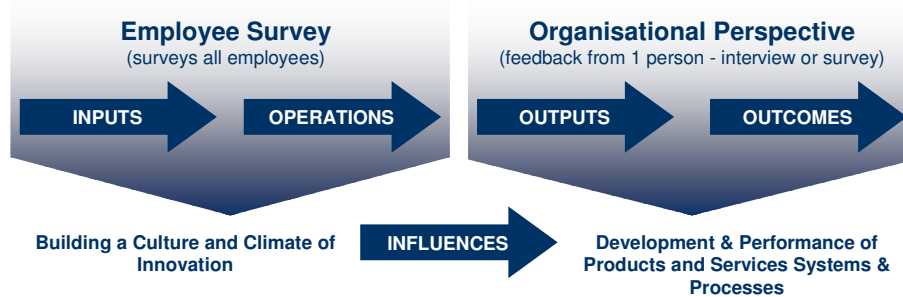 Employee Survey
(surveys all employees)
INPUTS
OPERATIONS
Building a Culture and Climate of
Innovation
INFLUENCES
Organisational Perspective
(feedback from 1 person - interview or survey)
OUTPUTS
OUTCOMES
Development & Performance of
Products and Services Systems &
Processes